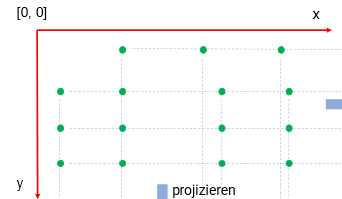 [0, 0]
x
y
projizieren